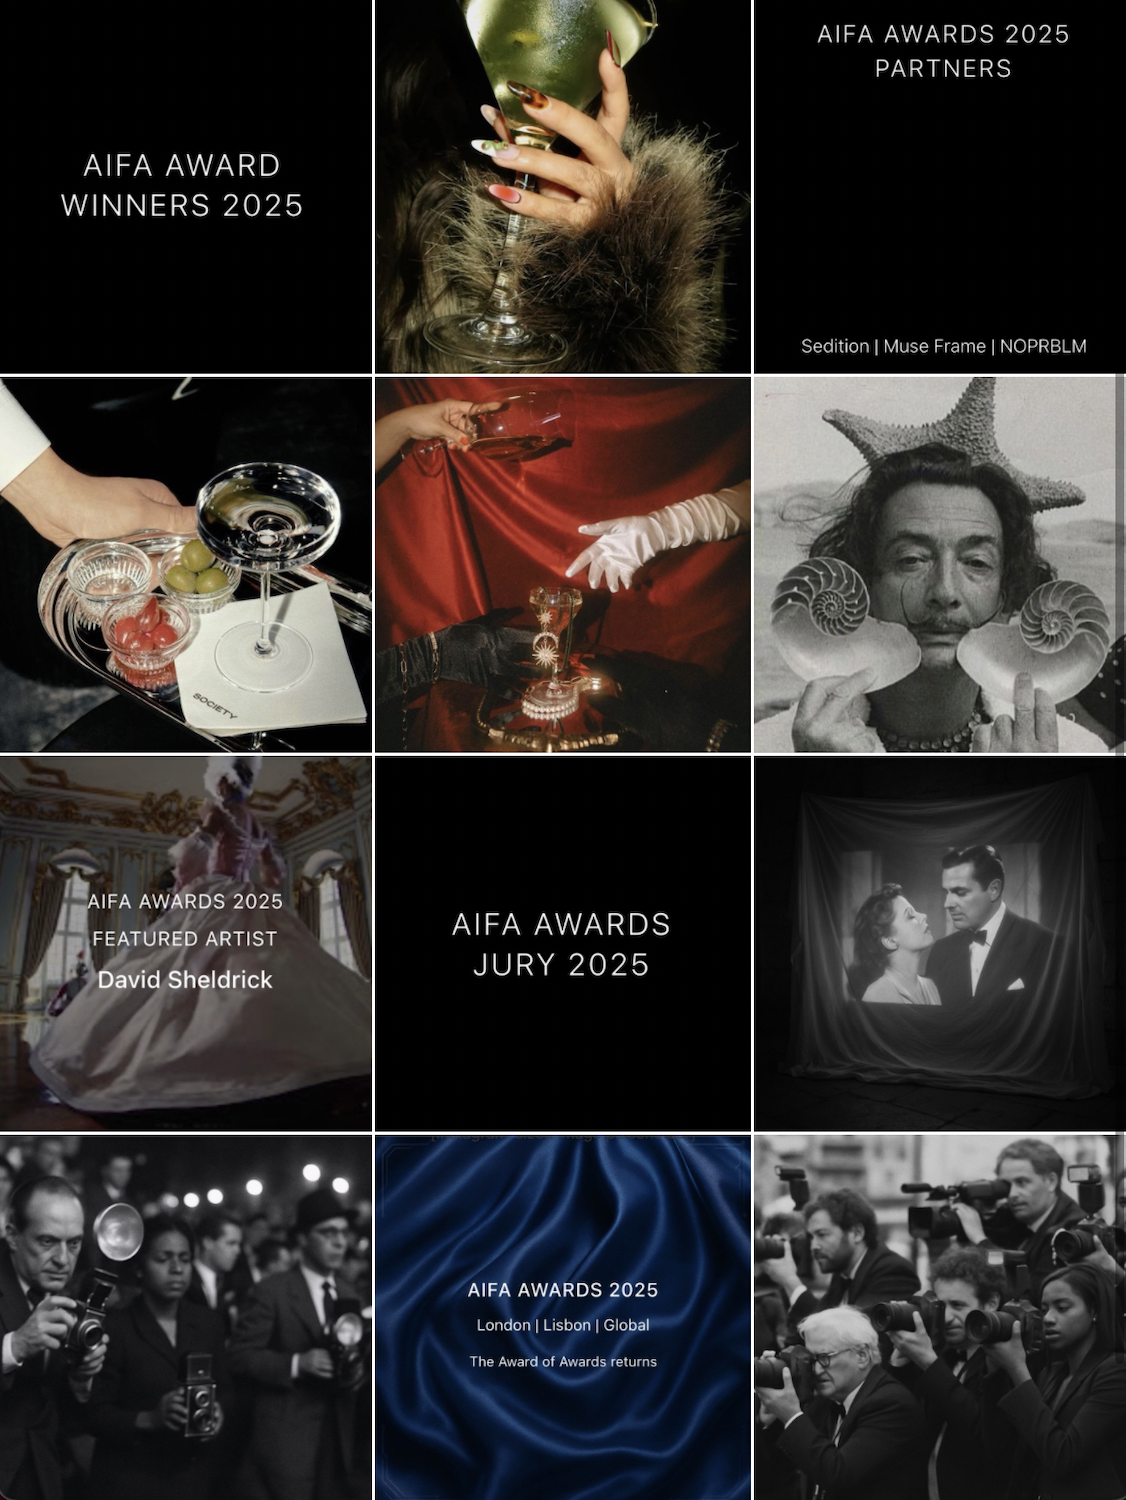 AIFA AWARD
WINNERS 2025
AIFA AWARDS 2025
PARTNERS
Sedition | Muse Frame | NOPRBLM
SOCIETY
AIFA AWARDS 2025
FEATURED ARTIST
David Sheldrick
AIFA AWARDS
JURY 2025
AIFA AWARDS 2025
London | Lisbon | Global
The Award of Awards returns